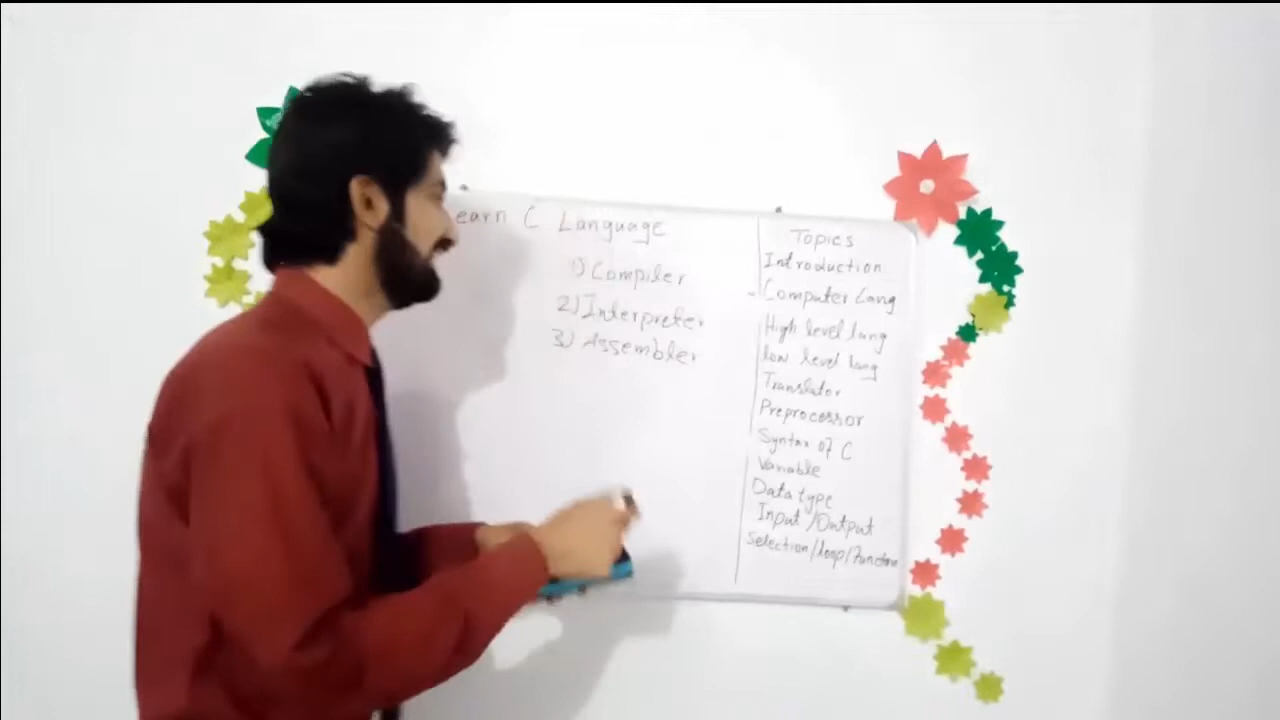 earn C Language
1) Compiler
2) Interpreter
3) Assembler
Topics
Introduction
Computer Lang
High level lang
low level lang
Translator
Preprocessor
Syntax of C
Variable
Data type
Input /Output
Selection/loop/Function